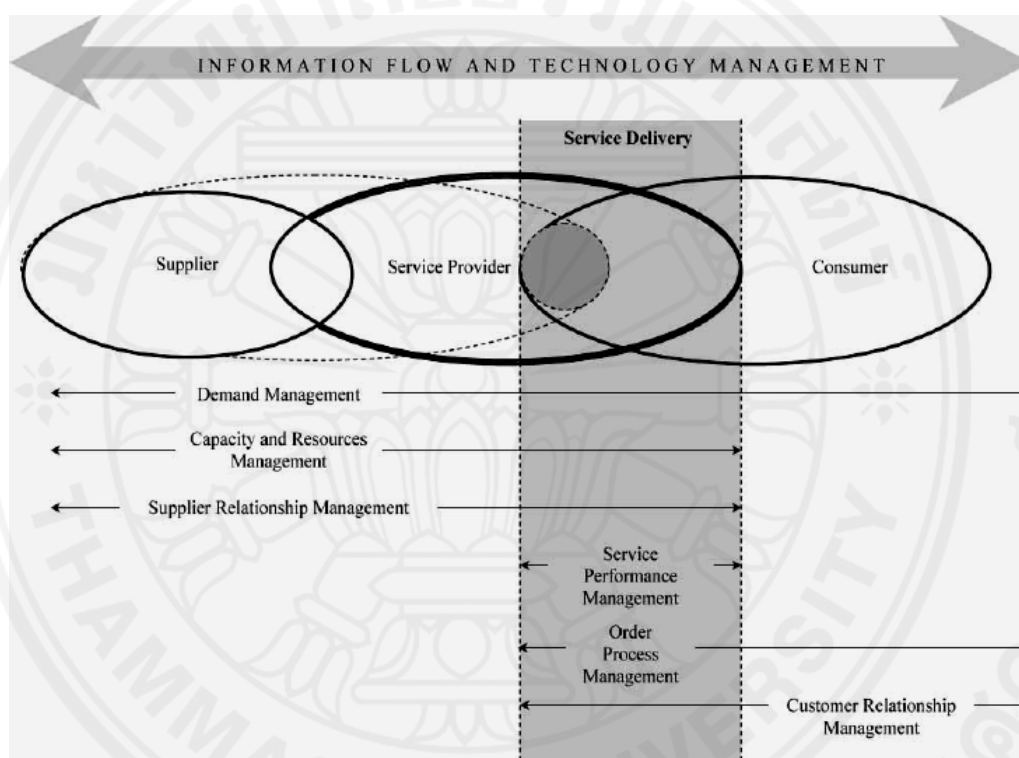 INFORMATION FLOW AND TECHNOLOGY MANAGEMENT
Service Delivery
Supplier
Service Provider
Consumer
Demand Management
Capacity and Resources
Management
Supplier Relationship Management
Service
Performance
Management
Order
Process
Management
Customer Relationship
Management